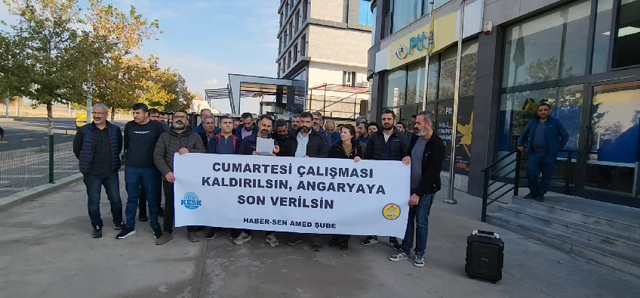 Ptt
CUMARTESİ ÇALIŞMASI
KALDIRILSIN, ANGARYAYA
SON VERİLSİN
KESK
HABER-SEN AMED ŞUBE